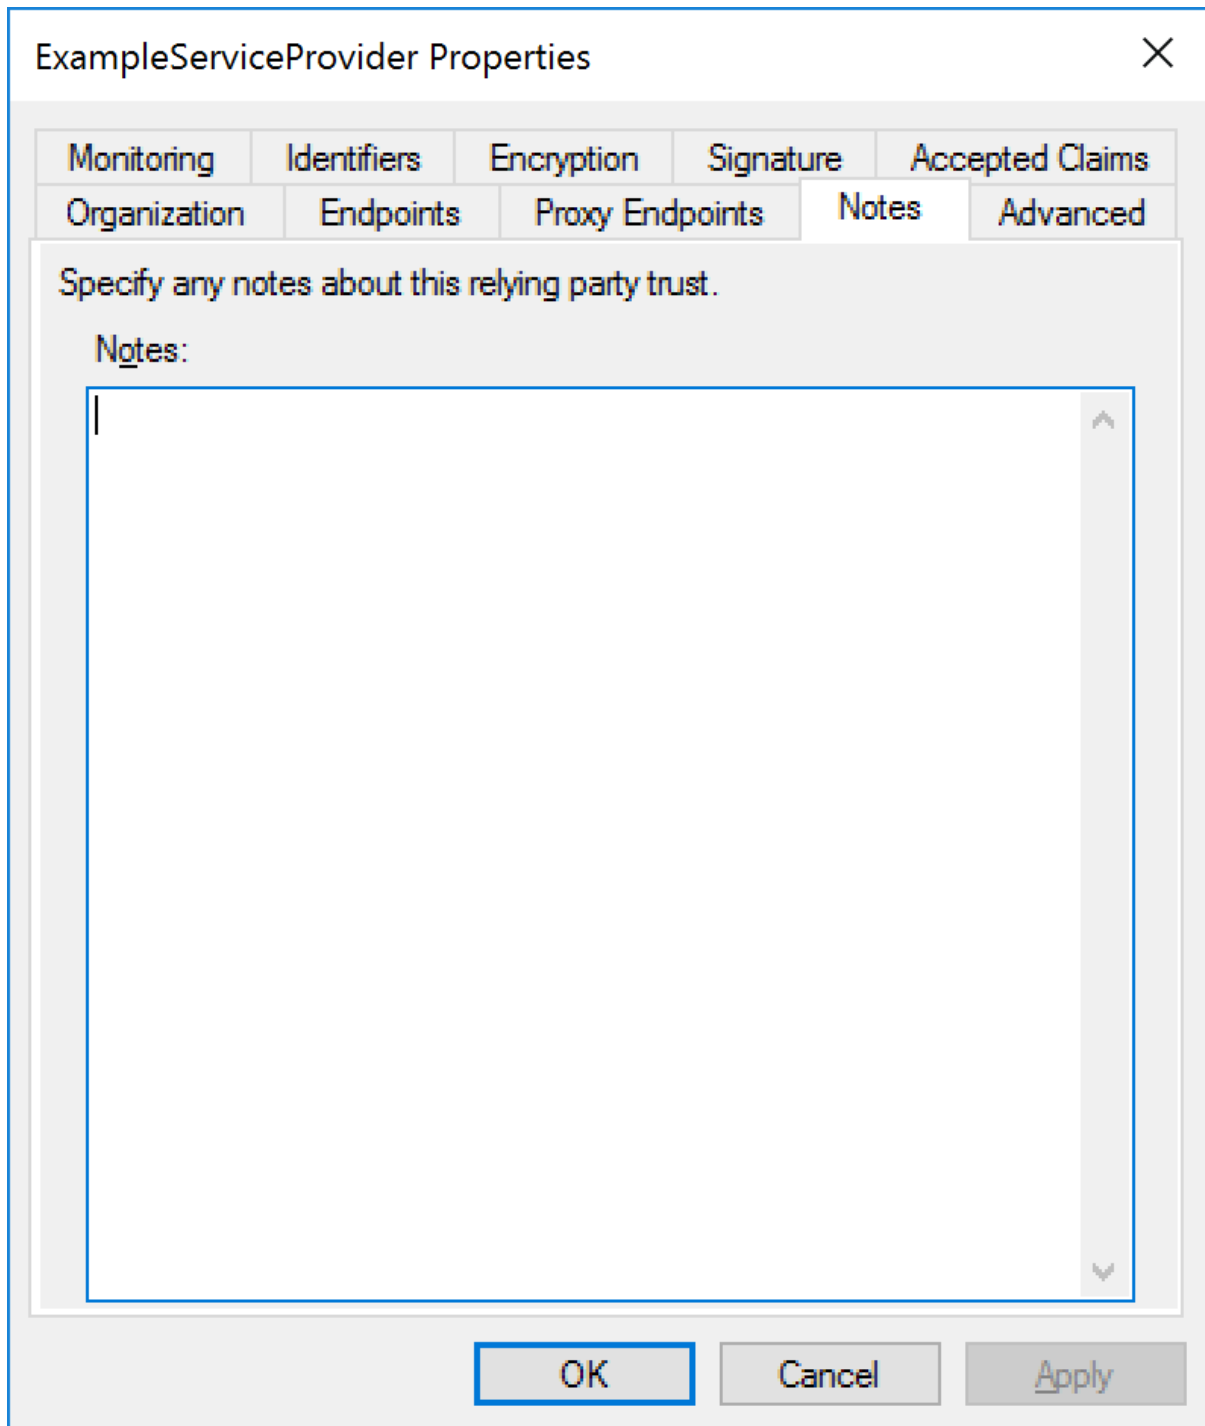 ExampleServiceProvider Properties
Monitoring Identifiers Encryption Signature Accepted Claims
Organization Endpoints Proxy Endpoints Notes Advanced
Specify any notes about this relying party trust.
Notes:
OK Cancel Apply